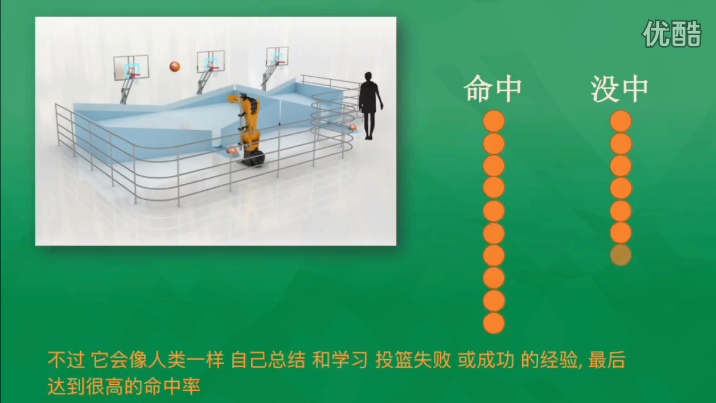 优酷
命中 没中
不过 它会像人类一样 自己总结 和学习 投篮失败 或成功 的经验, 最后
达到很高的命中率